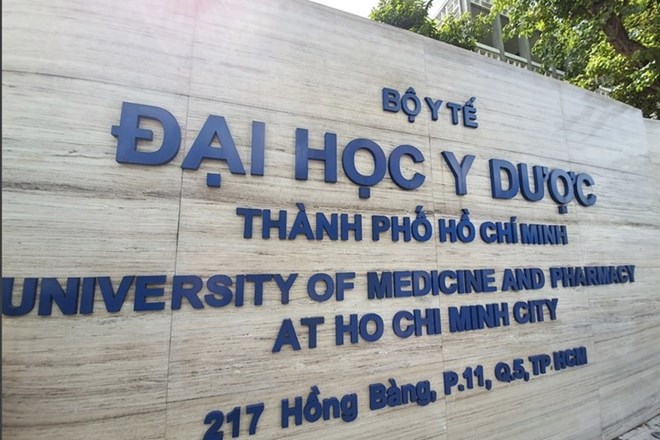 BỘ Y TẾ
ĐẠI HỌC Y DƯỢC
THÀNH PHỐ HỒ CHÍ MINH
UNIVERSITY OF MEDICINE AND PHARMACY
AT HO CHI MINH CITY
217 Hồng Bàng, P.11, Q.5, TP HCM